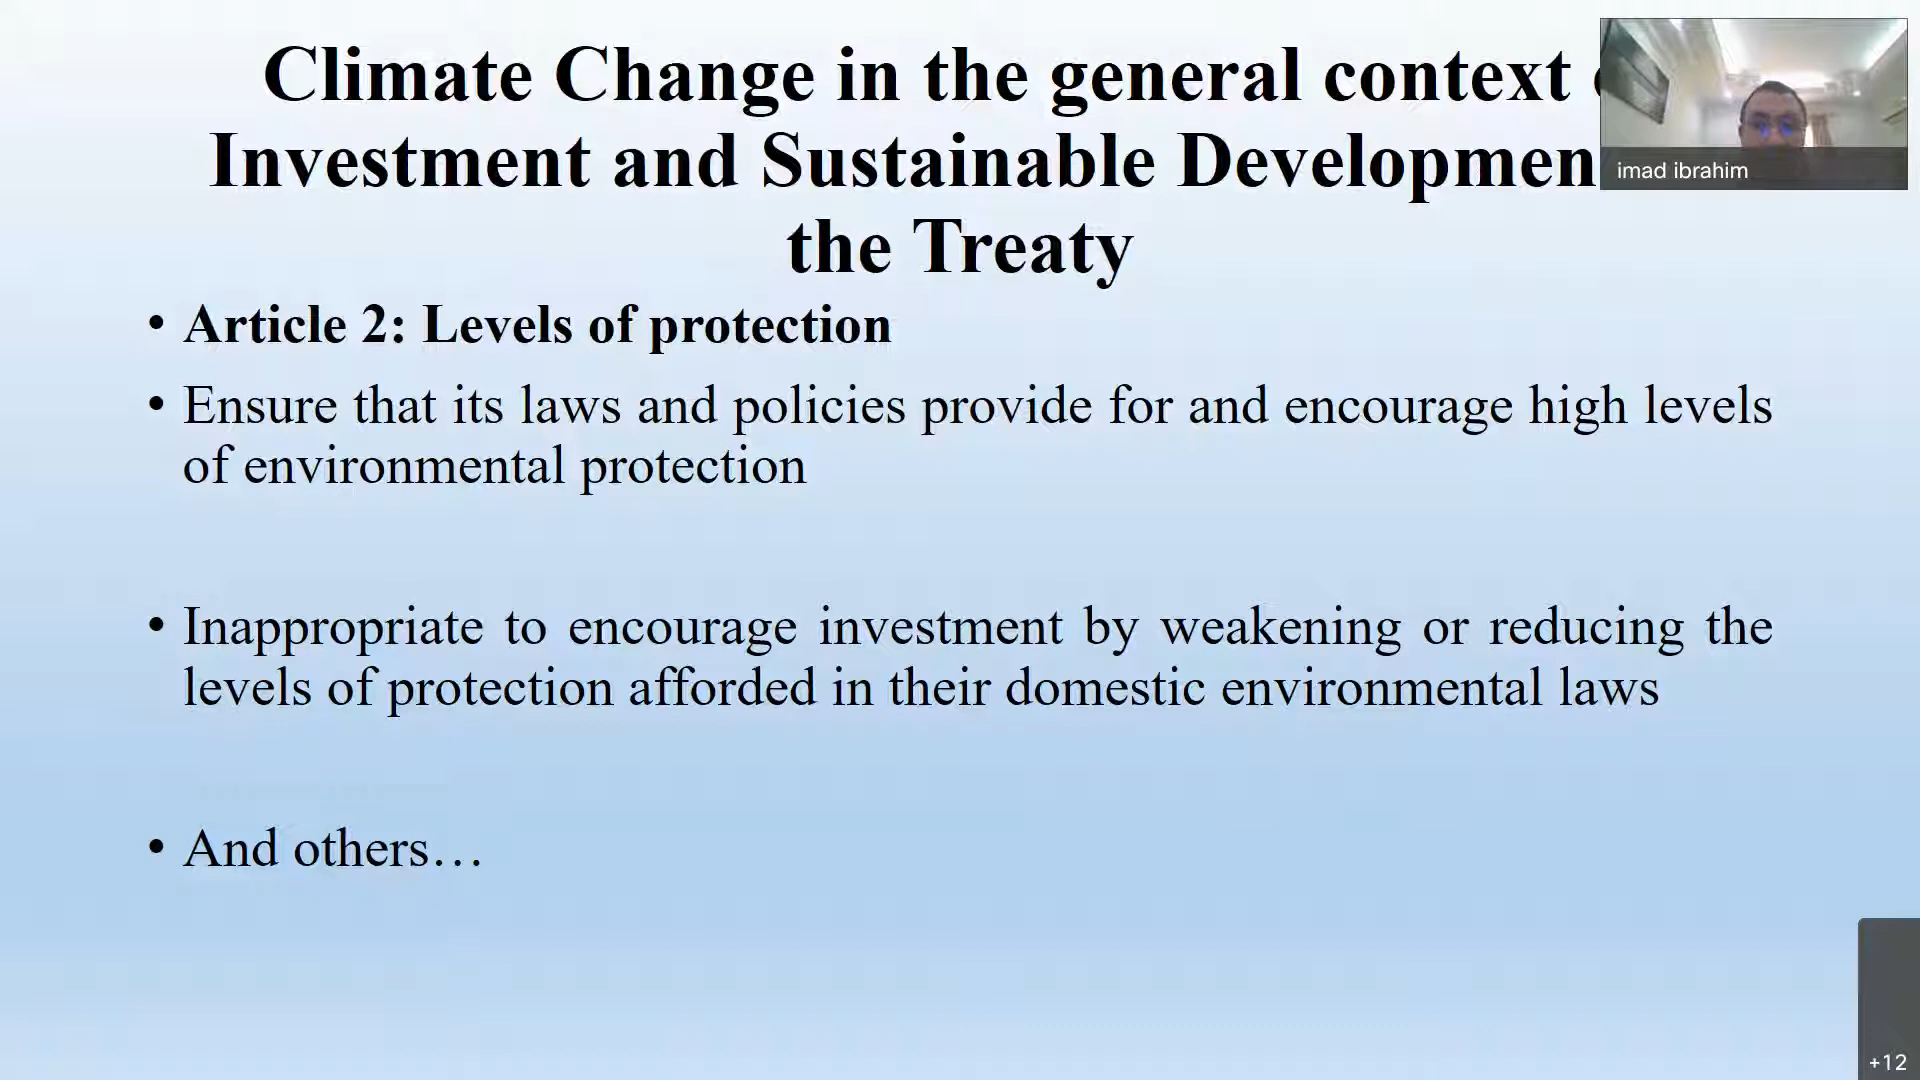 Climate Change in the general context
Investment and Sustainable Developmen
the Treaty
• Article 2: Levels of protection
• Ensure that its laws and policies provide for and encourage high levels
of environmental protection
• Inappropriate to encourage investment by weakening or reducing the
levels of protection afforded in their domestic environmental laws
• And others…
imad ibrahim
+12